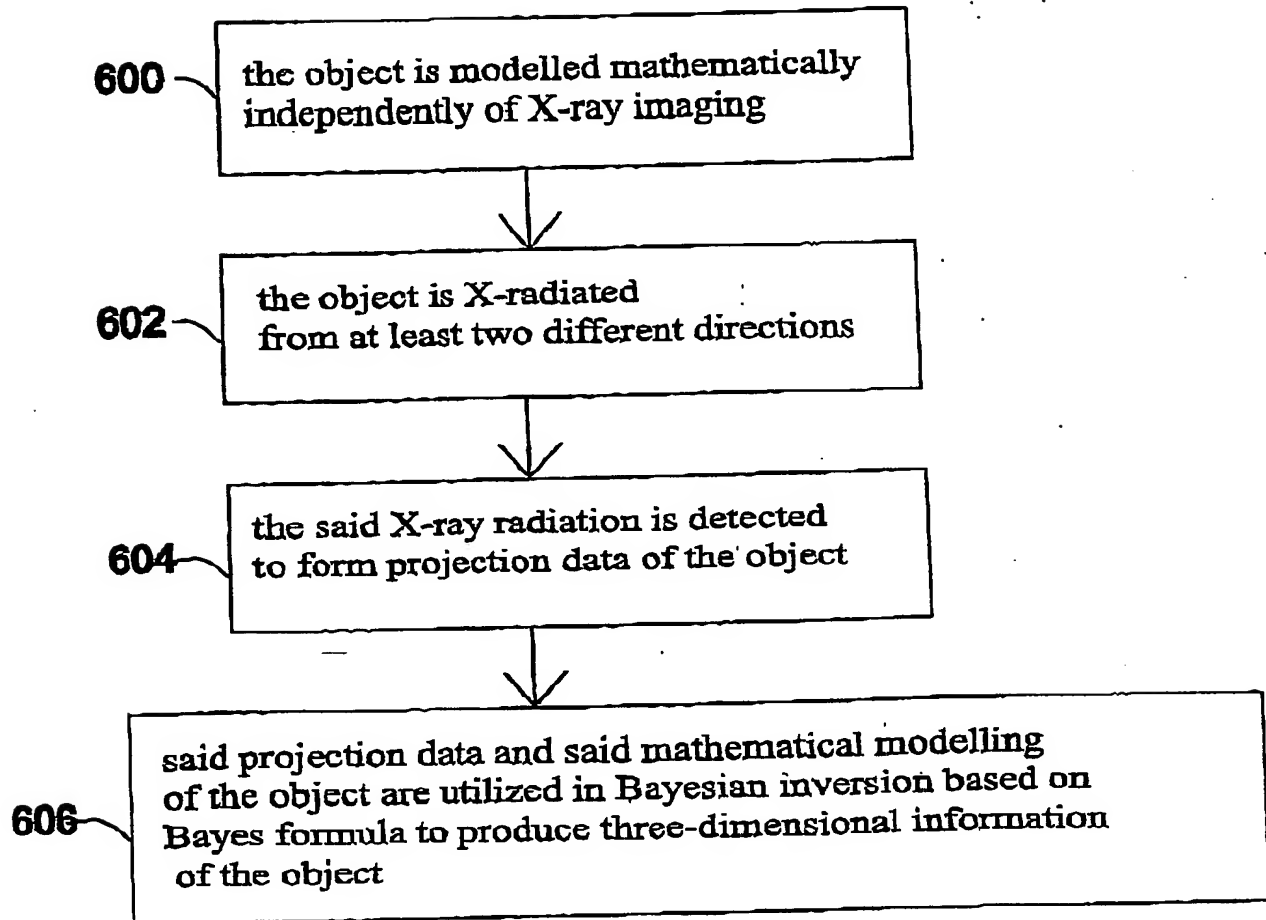 600
the object is modelled mathematically
independently of X-ray imaging
602
the object is X-radiated
from at least two different directions
604
the said X-ray radiation is detected
to form projection data of the object
606
said projection data and said mathematical modelling
of the object are utilized in Bayesian inversion based on
Bayes formula to produce three-dimensional information
of the object